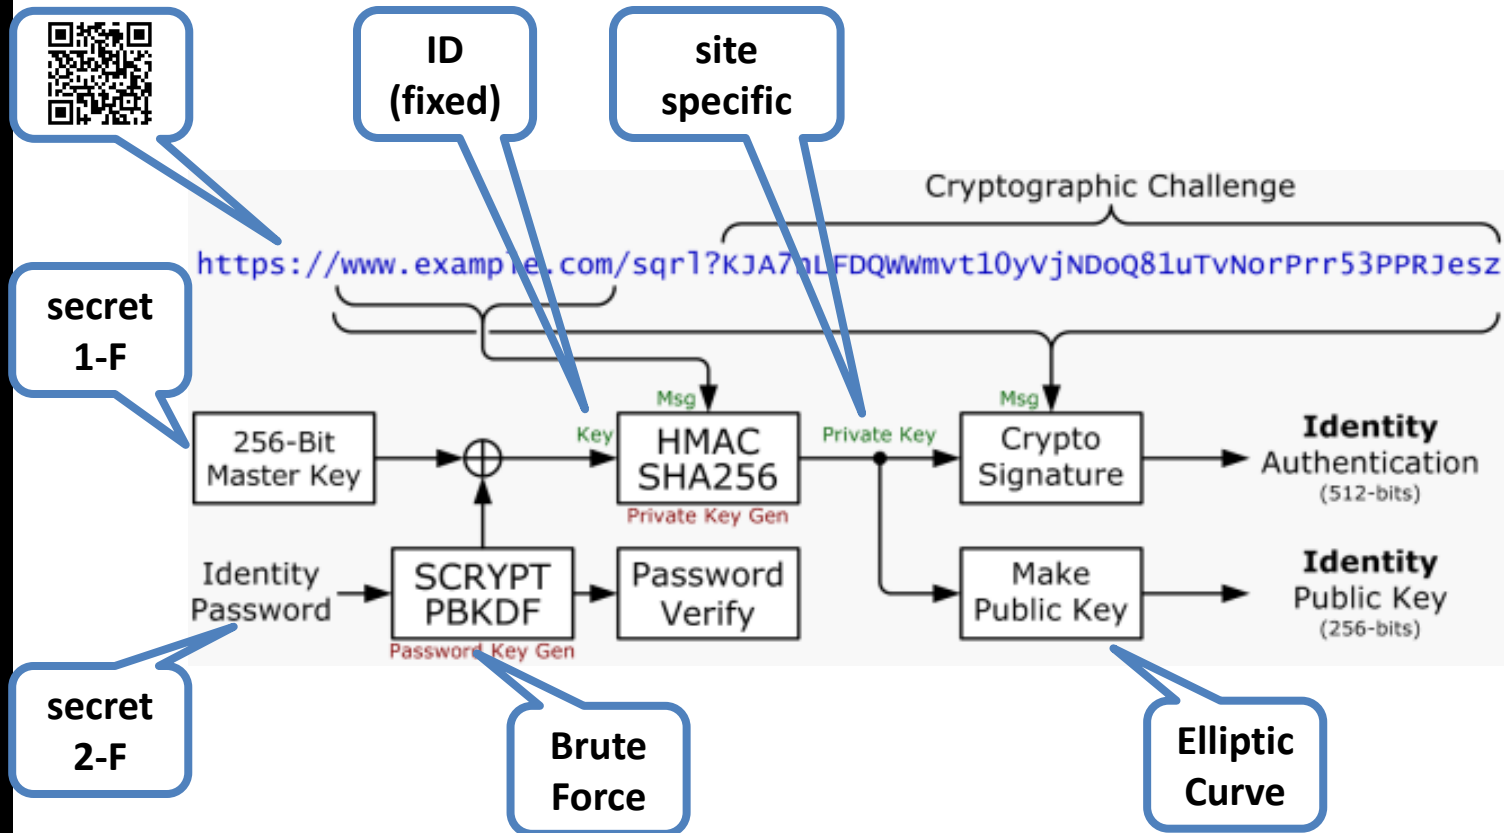 ID
(fixed)
site
specific
Cryptographic Challenge
https://www.example.com/sqrl?KJA7nLFDQWWmvt10yVjNDoQ81uTvNorPrr53PPRJesz
secret
1-F
Msg
Msg
256-Bit
Master Key
Key
HMAC
SHA256
Private Key Gen
Private Key
Crypto
Signature
Identity
Authentication
(512-bits)
Identity
Password
SCRYPT
PBKDF
Password Key Gen
Password
Verify
Make
Public Key
Identity
Public Key
(256-bits)
secret
2-F
Brute
Force
Elliptic
Curve